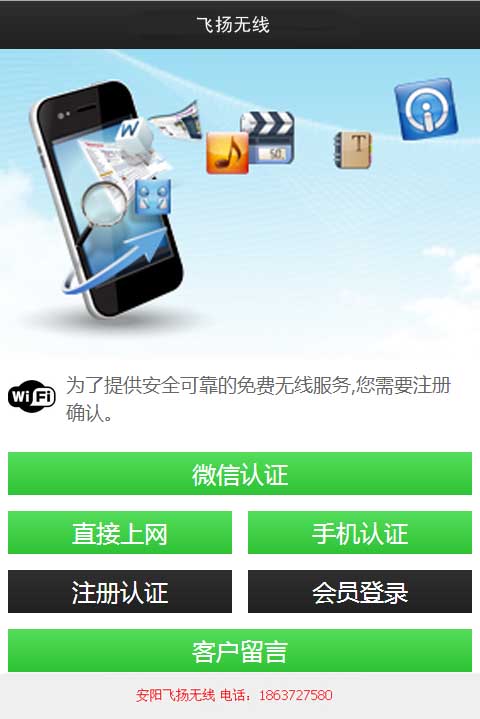 飞扬无线
W
T
WiFi
为了提供安全可靠的免费无线服务,您需要注册
确认。
微信认证
直接上网
手机认证
注册认证
会员登录
客户留言
安阳飞扬无线 电话：1863727580